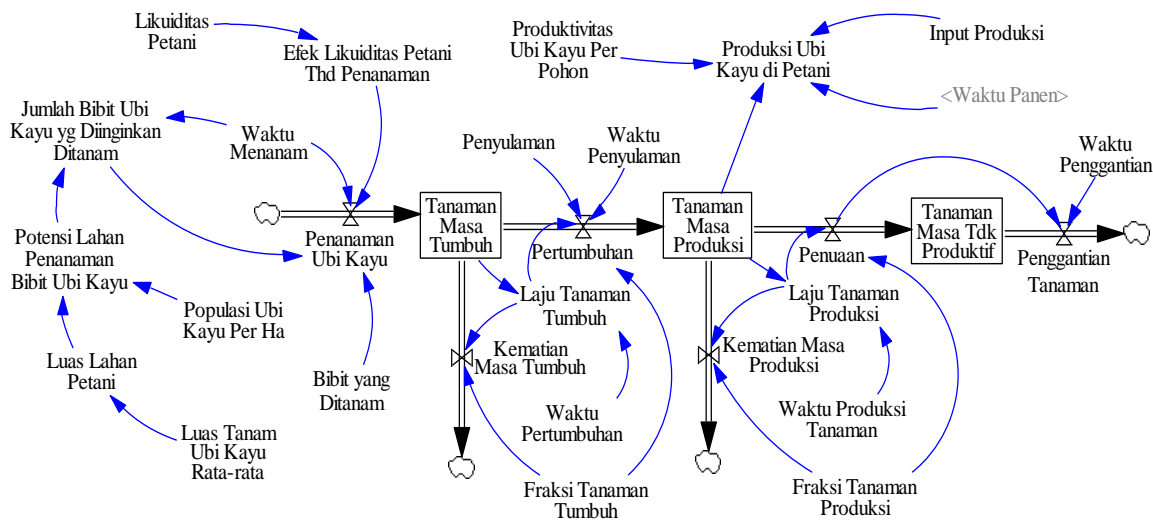 Likuiditas
Petani
Efek Likuiditas Petani
Thd Penanaman
Produktivitas
Ubi Kayu Per
Pohon
Produksi Ubi
Kayu di Petani
Input Produksi
<Waktu Panen>
Jumlah Bibit Ubi
Kayu yg Diinginkan
Ditanam
Waktu
Menanam
Penyulaman
Waktu
Penyulaman
Waktu
Penggantian
Tanaman
Masa
Tumbuh
Tanaman
Masa
Produksi
Tanaman
Masa Tdk
Produktif
Penanaman
Ubi Kayu
Pertumbuhan
Penuaan
Penggantian
Tanaman
Potensi Lahan
Penanaman
Bibit Ubi Kayu
Populasi Ubi
Kayu Per Ha
Laju Tanaman
Tumbuh
Laju Tanaman
Produksi
Luas Lahan
Petani
Kematian
Masa Tumbuh
Kematian Masa
Produksi
Bibit yang
Ditanam
Waktu
Pertumbuhan
Waktu Produksi
Tanaman
Luas Tanam
Ubi Kayu
Rata-rata
Fraksi Tanaman
Tumbuh
Fraksi Tanaman
Produksi